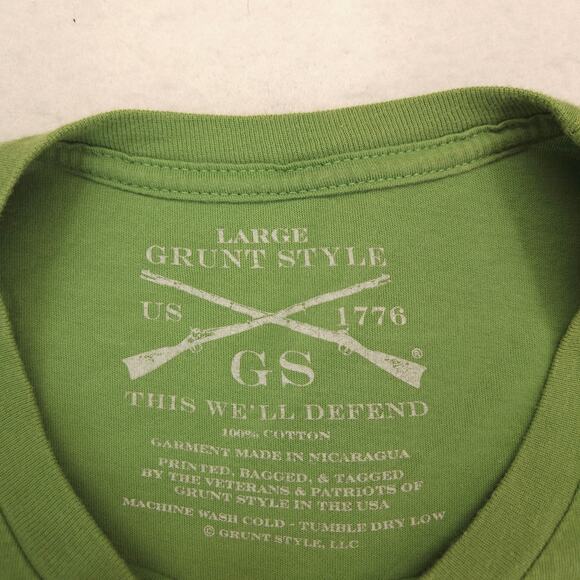 LARGE
GRUNT STYLE
US 1776
GS ®
THIS WE'LL DEFEND
100% COTTON
GARMENT MADE IN NICARAGUA
PRINTED, BAGGED, & TAGGED
BY THE VETERANS & PATRIOTS OF
GRUNT STYLE IN THE USA
MACHINE WASH COLD - TUMBLE DRY LOW
© GRUNT STYLE, LLC